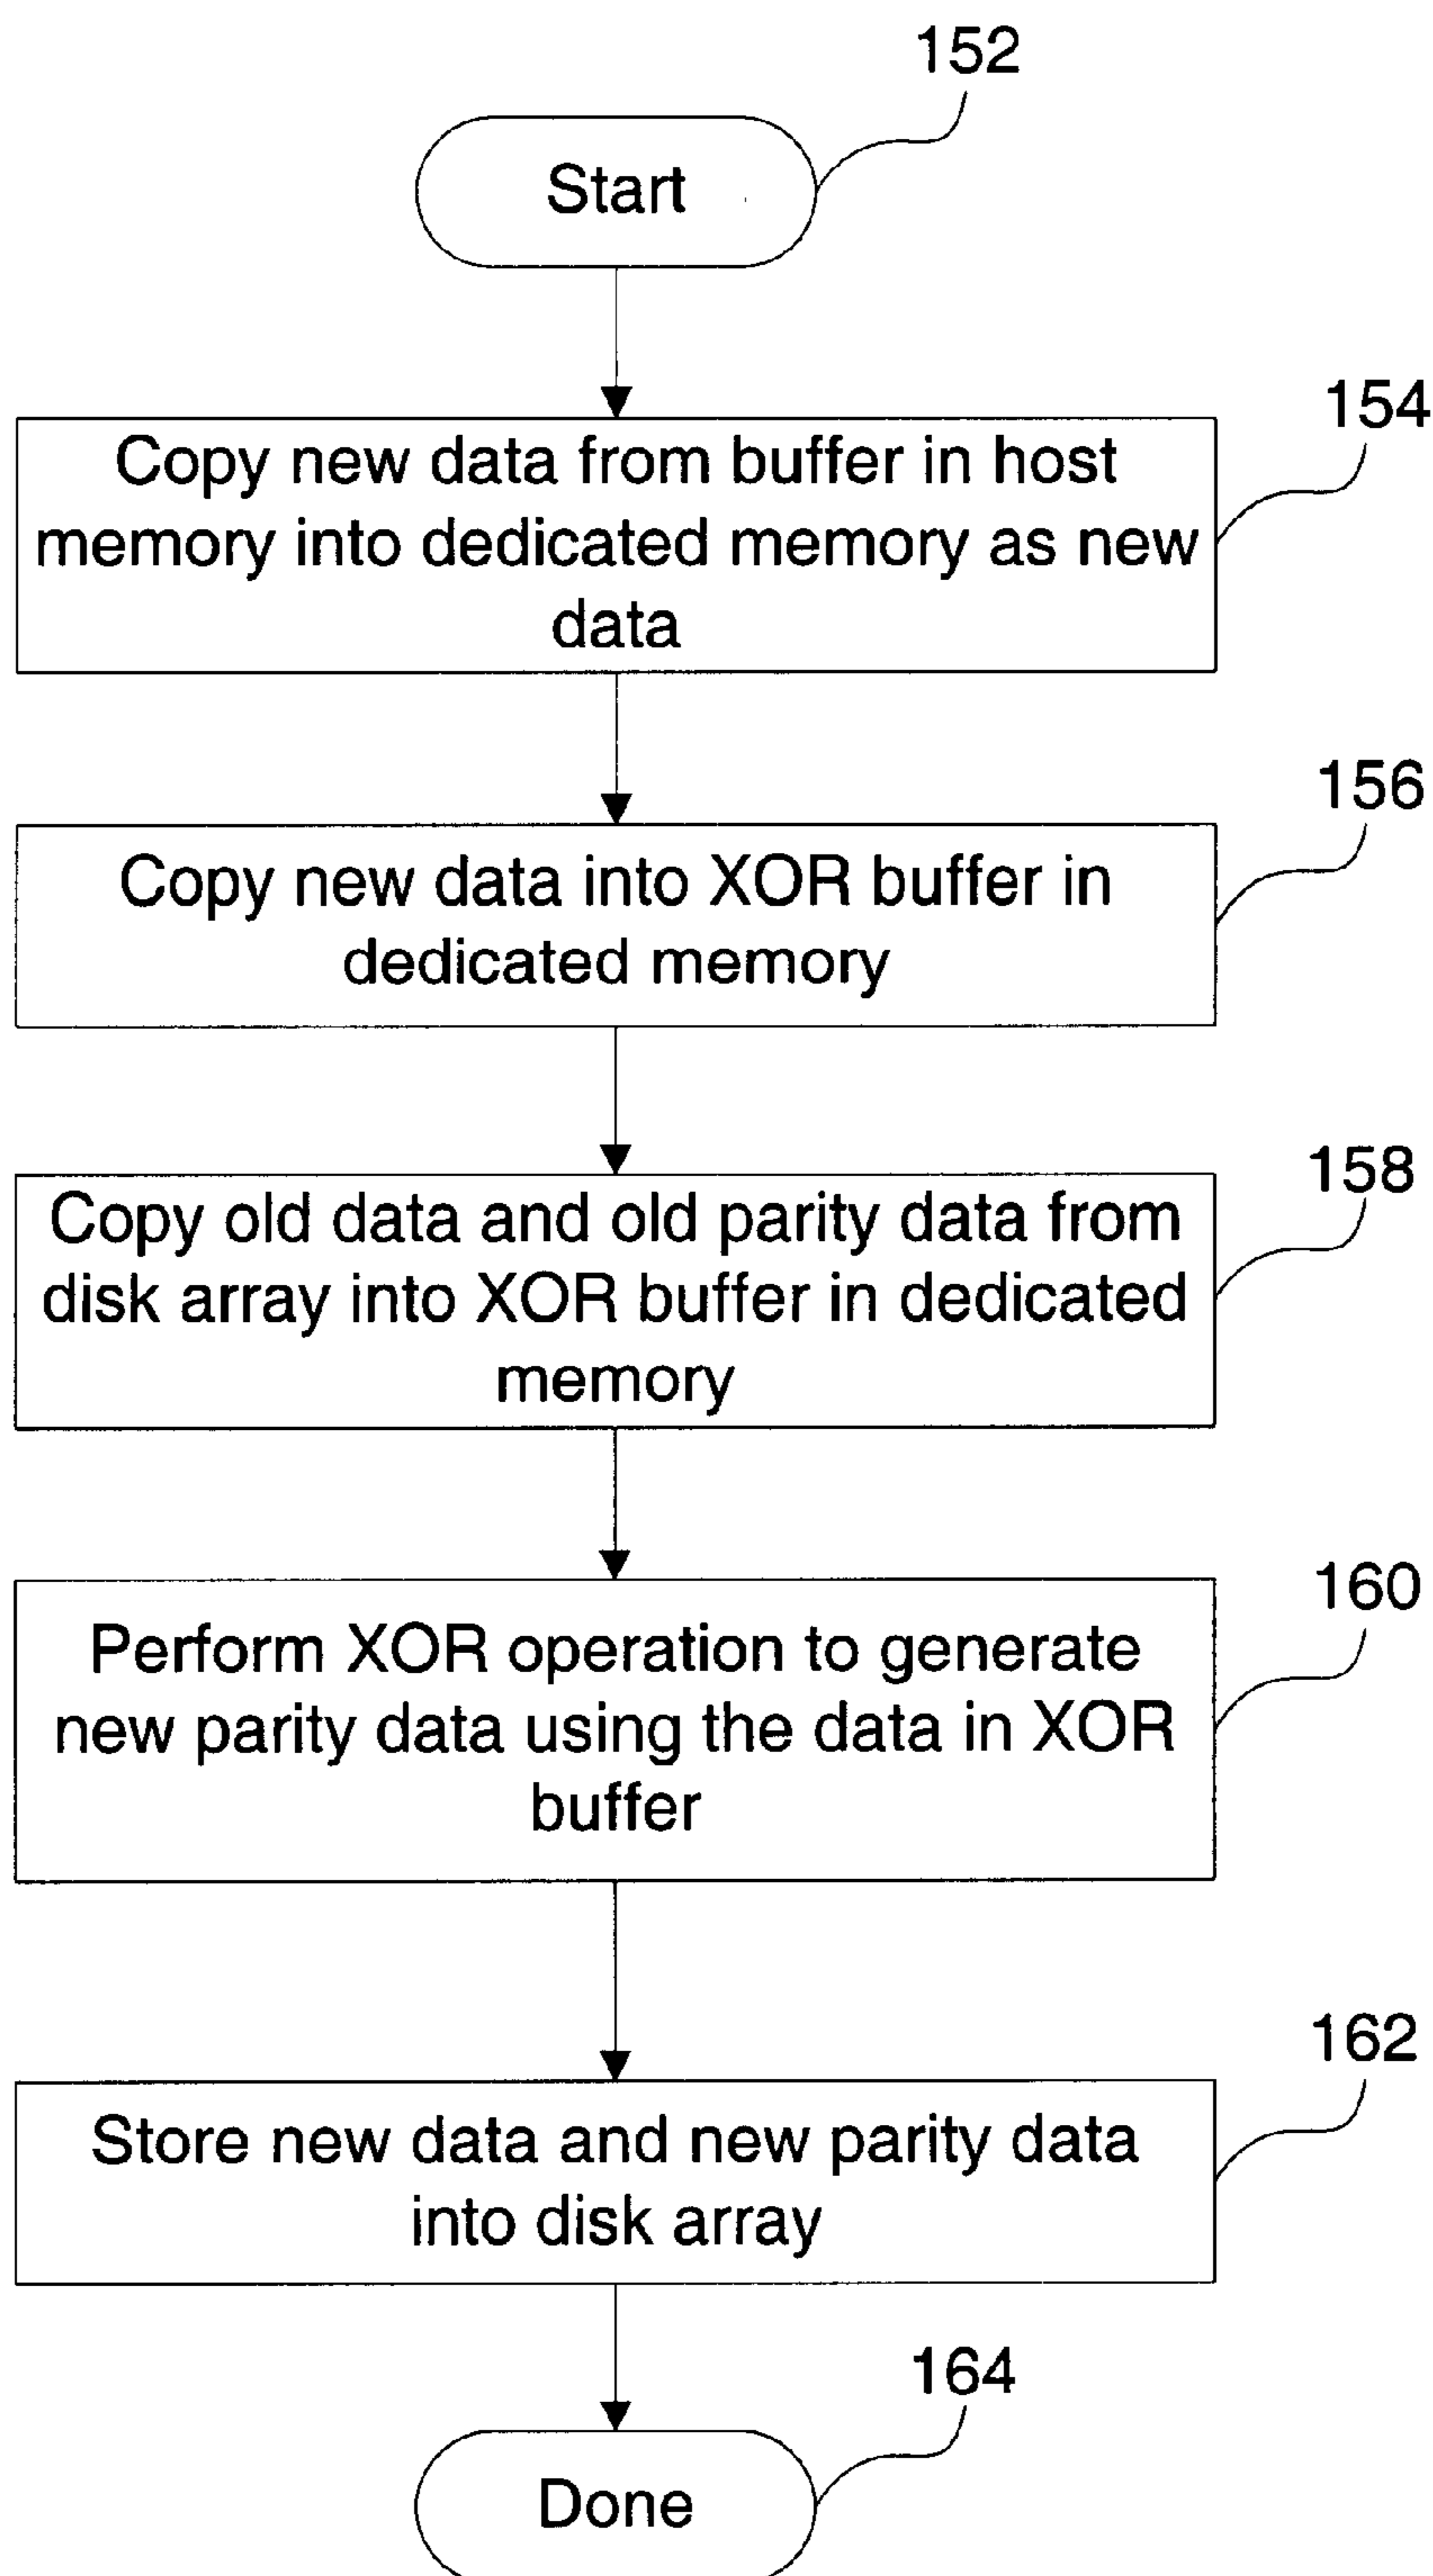 152
Start
154
Copy new data from buffer in host
memory into dedicated memory as new
data
156
Copy new data into XOR buffer in
dedicated memory
158
Copy old data and old parity data from
disk array into XOR buffer in dedicated
memory
160
Perform XOR operation to generate
new parity data using the data in XOR
buffer
162
Store new data and new parity data
into disk array
164
Done